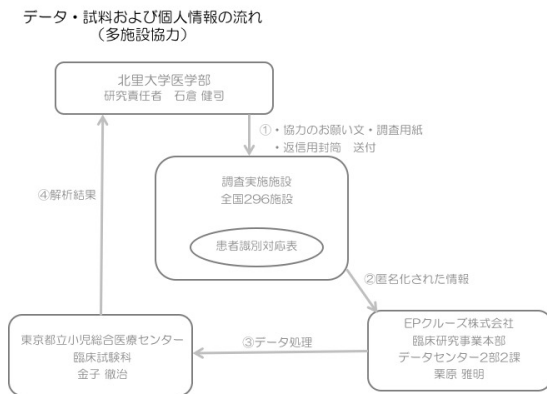 データ・試料および個人情報の流れ
（多施設協力）
北里大学医学部
研究責任者　石倉 健司
①・協力のお願い文・調査用紙
・返信用封筒　送付
調査実施施設
全国296施設
④解析結果
患者識別対応表
②匿名化された情報
EPクルーズ株式会社
臨床研究事業本部
データセンター2部2課
栗原 雅明
③データ処理
東京都立小児総合医療センター
臨床試験科
金子 徹治